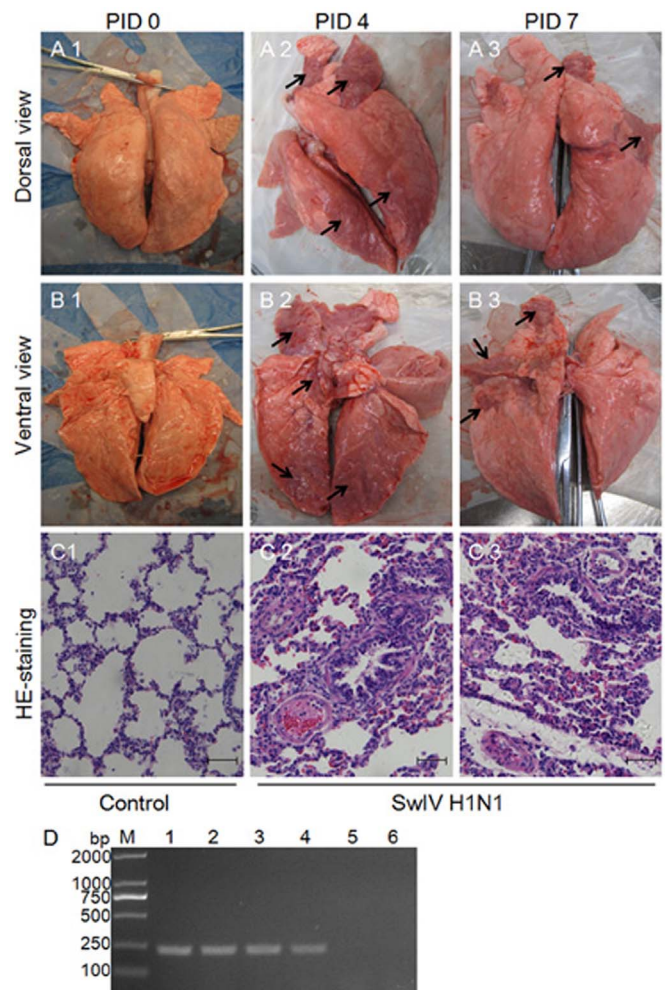 PID 0 PID 4 PID 7
Dorsal view
A 1 A 2 A 3
Ventral view
B 1 B 2 B 3
HE-staining
C1 C 2 C 3
Control SwIV H1N1
D bp M 1 2 3 4 5 6
2000
1000
750
500
250
100